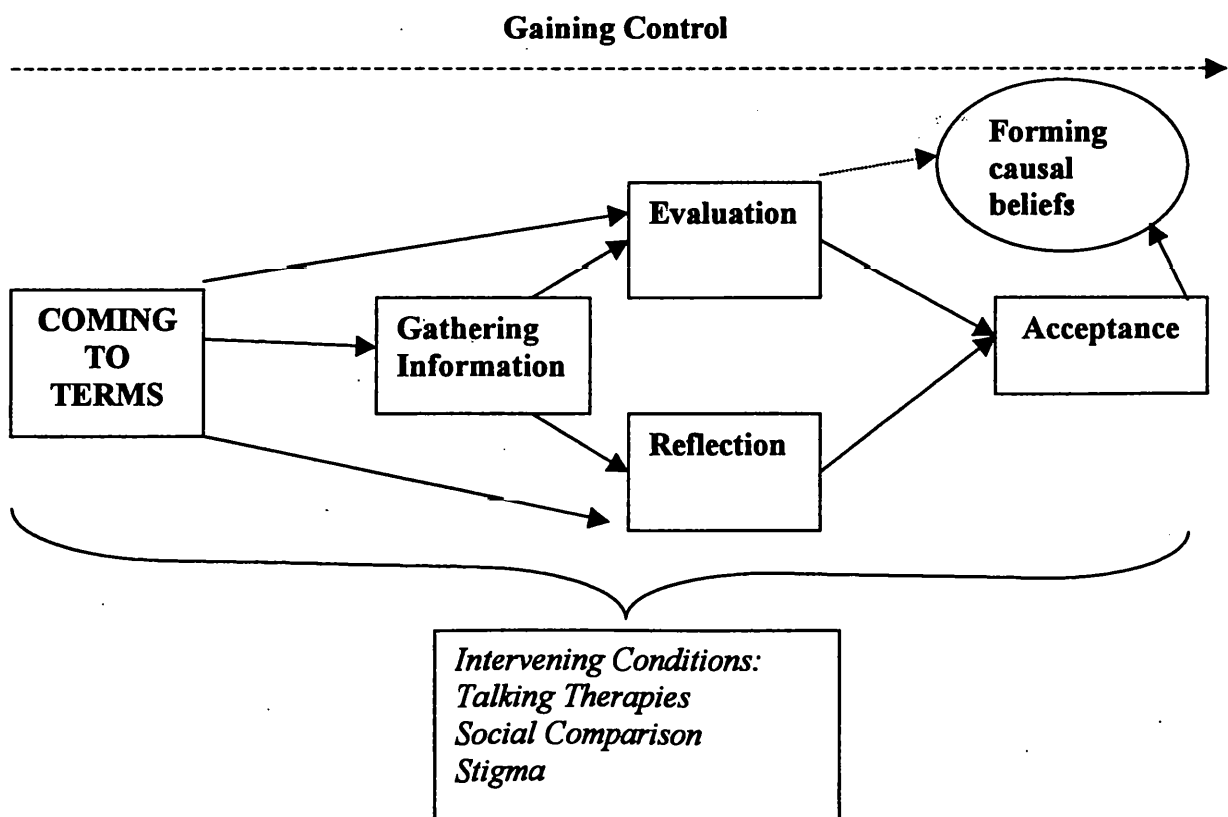 Gaining Control
Forming
causal
beliefs
Evaluation
COMING
TO
TERMS
Gathering
Information
Acceptance
Reflection
Intervening Conditions:
Talking Therapies
Social Comparison
Stigma